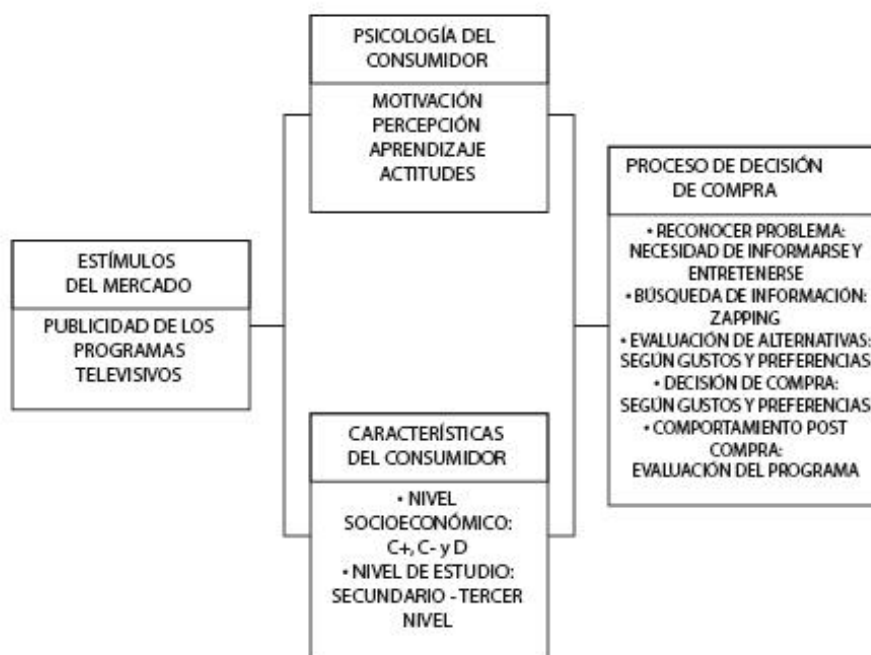 PSICOLOGÍA DEL
CONSUMIDOR
MOTIVACIÓN
PERCEPCIÓN
APRENDIZAJE
ACTITUDES
ESTÍMULOS
DEL MERCADO
PUBLICIDAD DE LOS
PROGRAMAS
TELEVISIVOS
CARACTERÍSTICAS
DEL CONSUMIDOR
• NIVEL
SOCIOECONÓMICO:
C+, C- y D
• NIVEL DE ESTUDIO:
SECUNDARIO - TERCER
NIVEL
PROCESO DE DECISIÓN
DE COMPRA
• RECONOCER PROBLEMA:
NECESIDAD DE INFORMARSE Y
ENTRETENERSE
• BÚSQUEDA DE INFORMACIÓN:
ZAPPING
• EVALUACIÓN DE ALTERNATIVAS:
SEGÚN GUSTOS Y PREFERENCIAS
• DECISIÓN DE COMPRA:
SEGÚN GUSTOS Y PREFERENCIAS
• COMPORTAMIENTO POST
COMPRA:
EVALUACIÓN DEL PROGRAMA